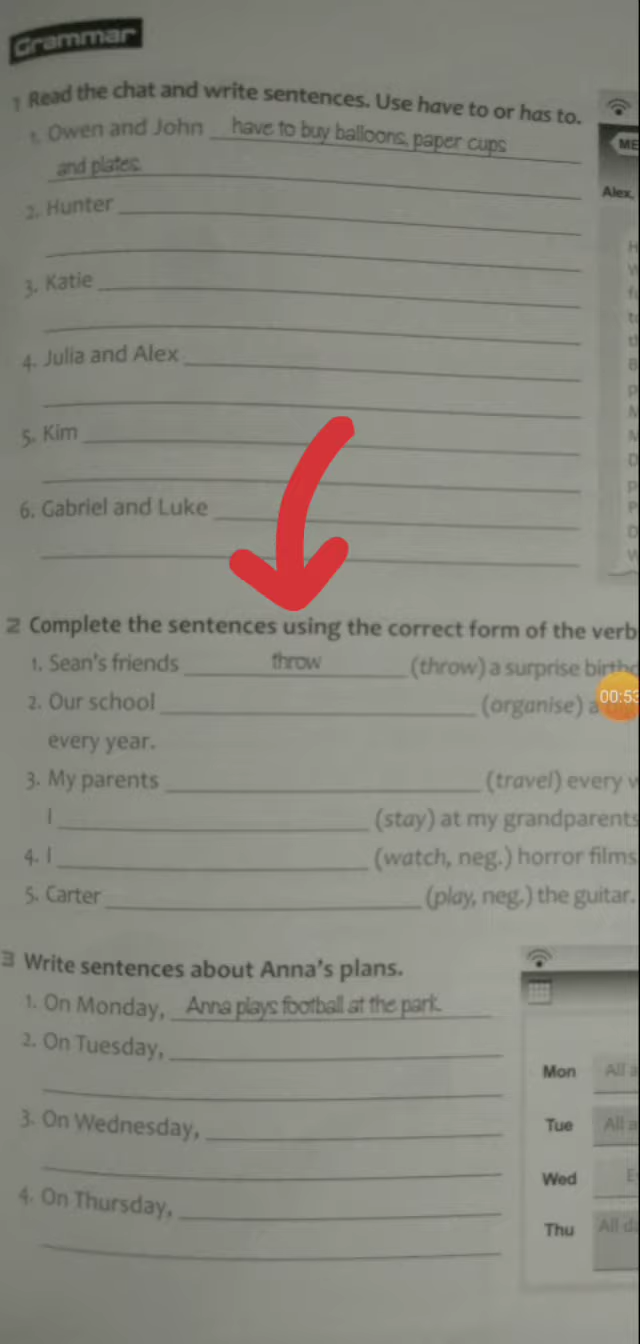 Grammar
1 Read the chat and write sentences. Use have to or has to.
1. Owen and John have to buy balloons, paper cups
and plates.
ME
2. Hunter
Alex,
3. Katie
4. Julia and Alex
5. Kim
6. Gabriel and Luke
2 Complete the sentences using the correct form of the verb
1. Sean's friends throw (throw) a surprise
2. Our school (organise) a
00:53
every year.
3. My parents (travel) every
I (stay) at my grandparents
4. I (watch, neg.) horror films
5. Carter (play, neg.) the guitar.
3 Write sentences about Anna's plans.
1. On Monday, Anna plays football at the park.
2. On Tuesday,
Mon All
3. On Wednesday,
Tue All
Wed
4. On Thursday,
Thu All